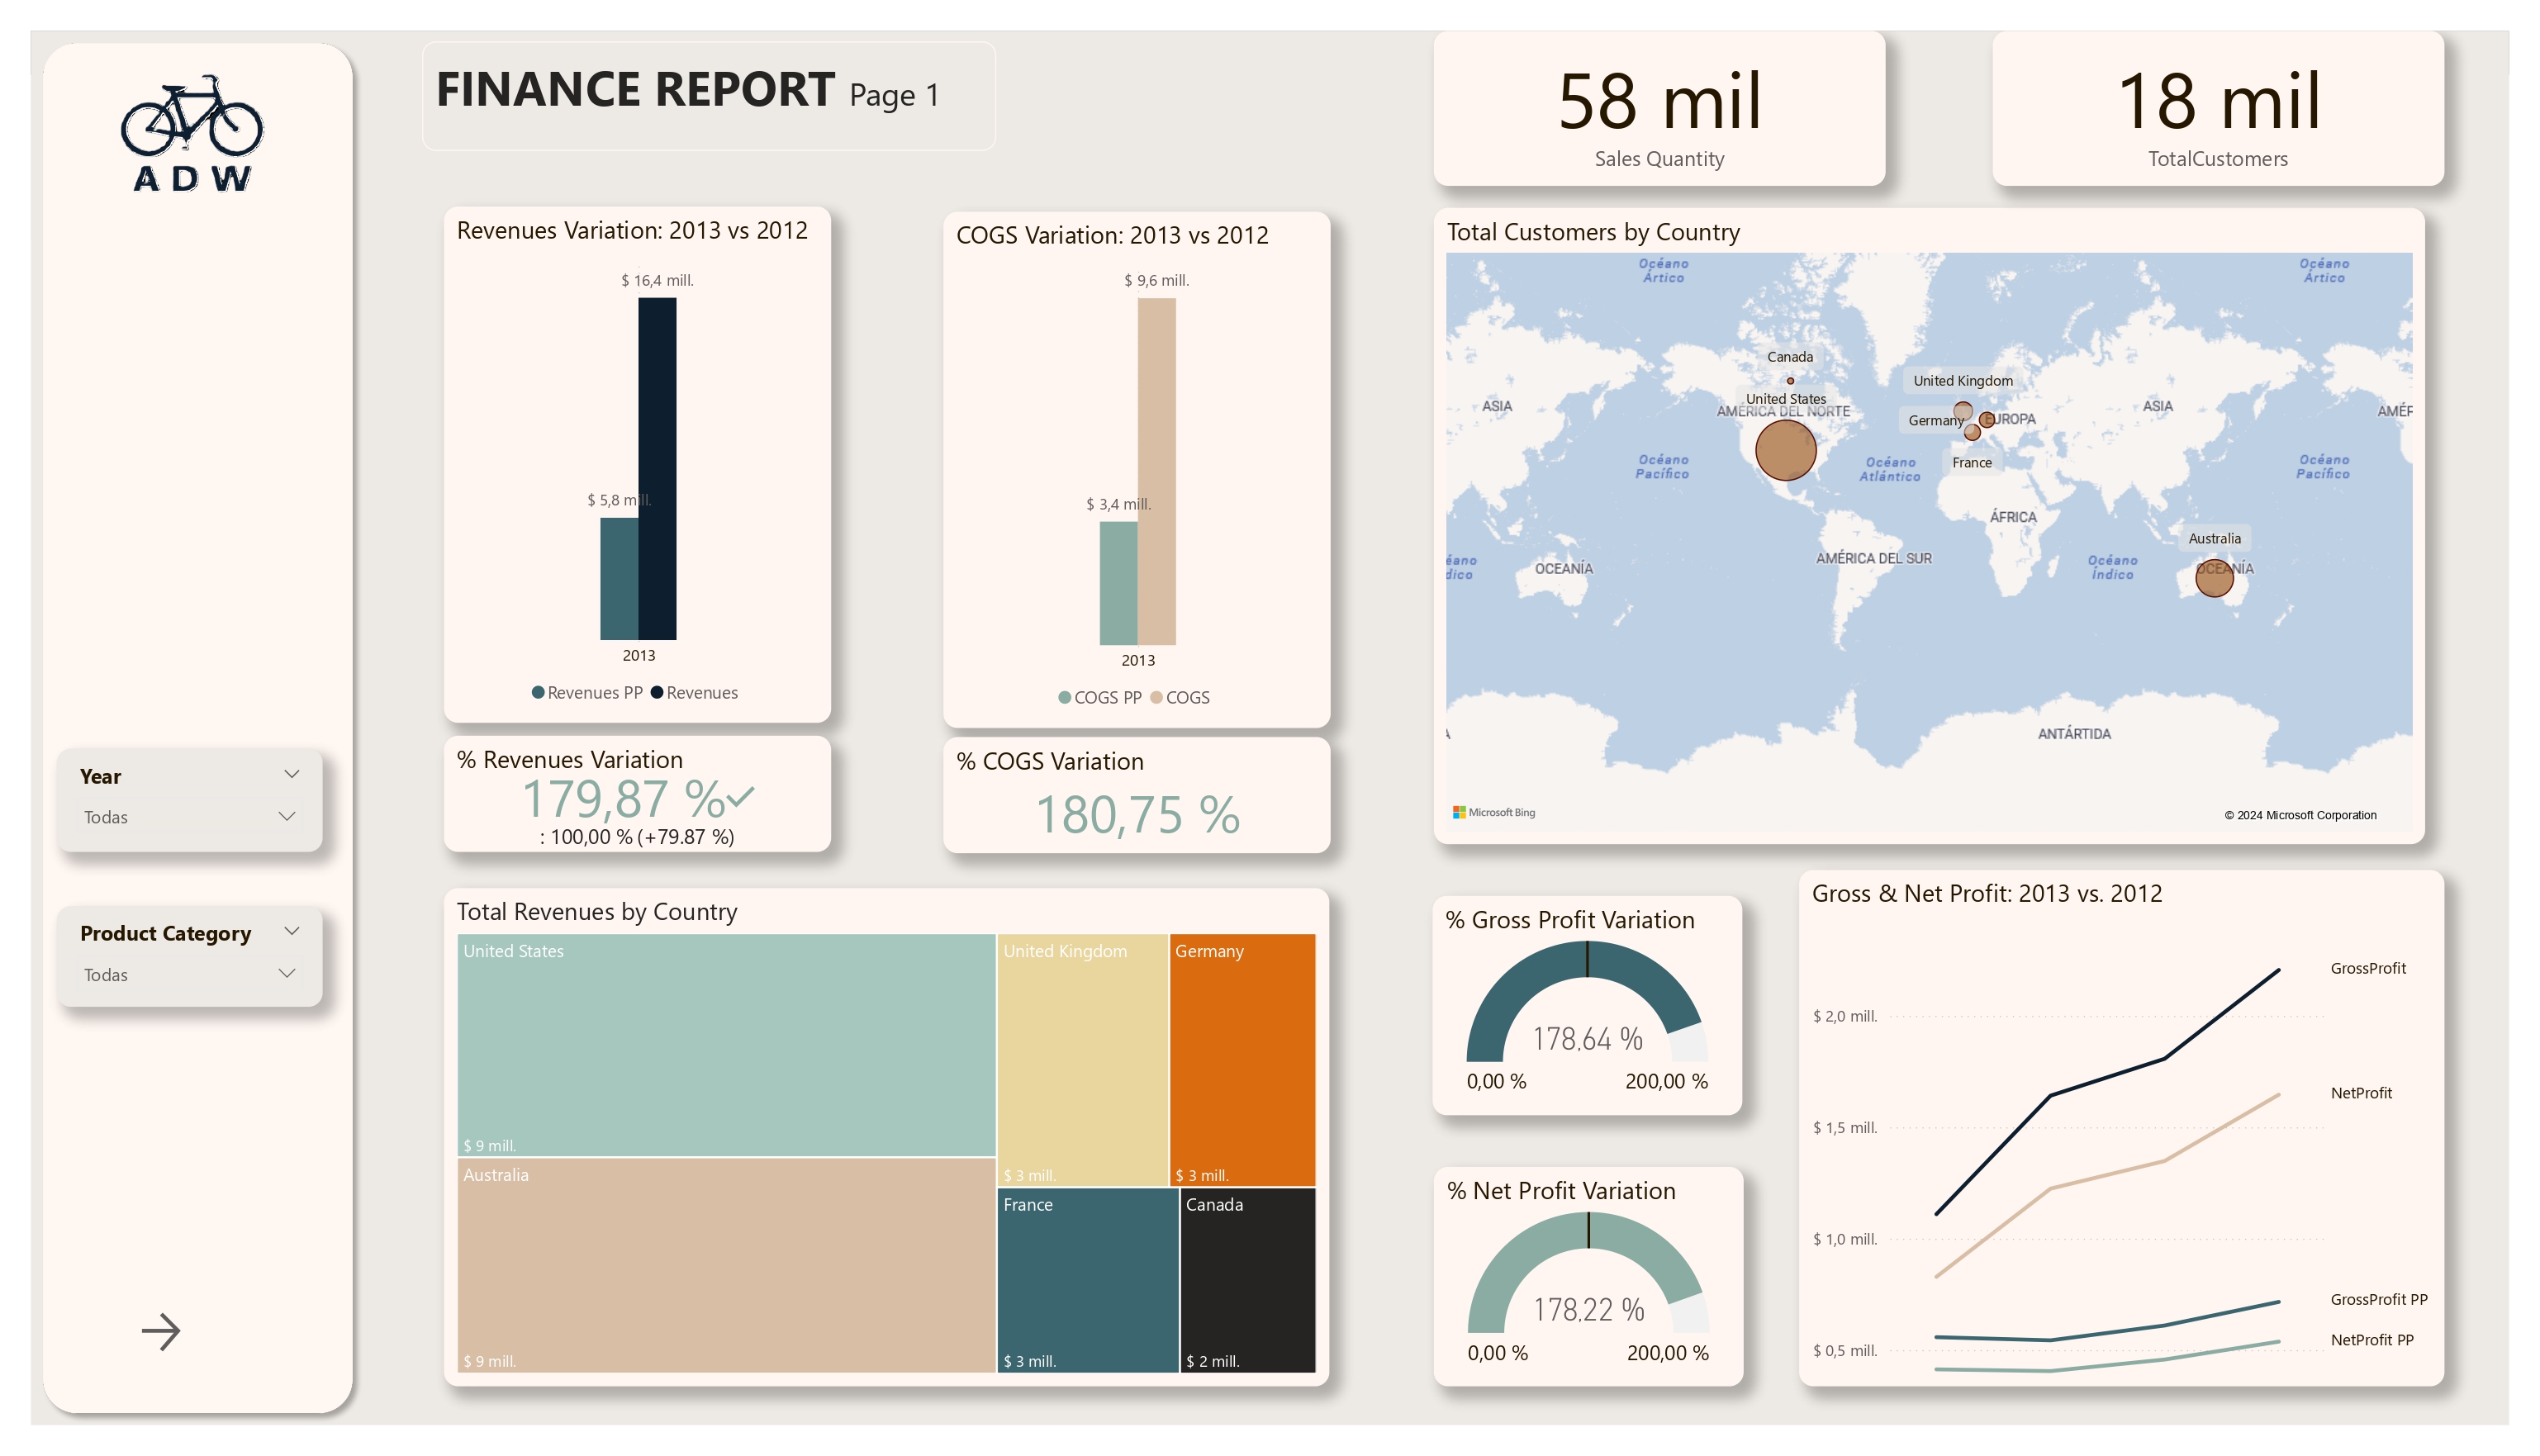 ADW
FINANCE REPORT Page 1
58 mil
Sales Quantity
18 mil
TotalCustomers
Year
Todas
Product Category
Todas
Revenues Variation: 2013 vs 2012
$ 16,4 mill.
$ 5,8 mill.
2013
Revenues PP Revenues
COGS Variation: 2013 vs 2012
$ 9,6 mill.
$ 3,4 mill.
2013
COGS PP COGS
% Revenues Variation
179,87 %
: 100,00 % (+79.87 %)
% COGS Variation
180,75 %
Total Customers by Country
Océano
Ártico
Océano
Ártico
Canada
United Kingdom
United States
AMÉRICA DEL NORTE
ASIA
Germany
EUROPA
ASIA
AMÉR
France
Océano
Pacífico
Océano
Atlántico
Océano
Pacífico
ÁFRICA
Australia
AMÉRICA DEL SUR
éano
dico
OCEANÍA
Océano
Índico
OCEANÍA
A
ANTÁRTIDA
Microsoft Bing
© 2024 Microsoft Corporation
Total Revenues by Country
United States
$ 9 mill.
Australia
$ 9 mill.
United Kingdom
$ 3 mill.
Germany
$ 3 mill.
France
$ 3 mill.
Canada
$ 2 mill.
% Gross Profit Variation
178,64 %
0,00 %
200,00 %
% Net Profit Variation
178,22 %
0,00 %
200,00 %
Gross & Net Profit: 2013 vs. 2012
GrossProfit
$ 2,0 mill.
NetProfit
$ 1,5 mill.
$ 1,0 mill.
GrossProfit PP
NetProfit PP
$ 0,5 mill.